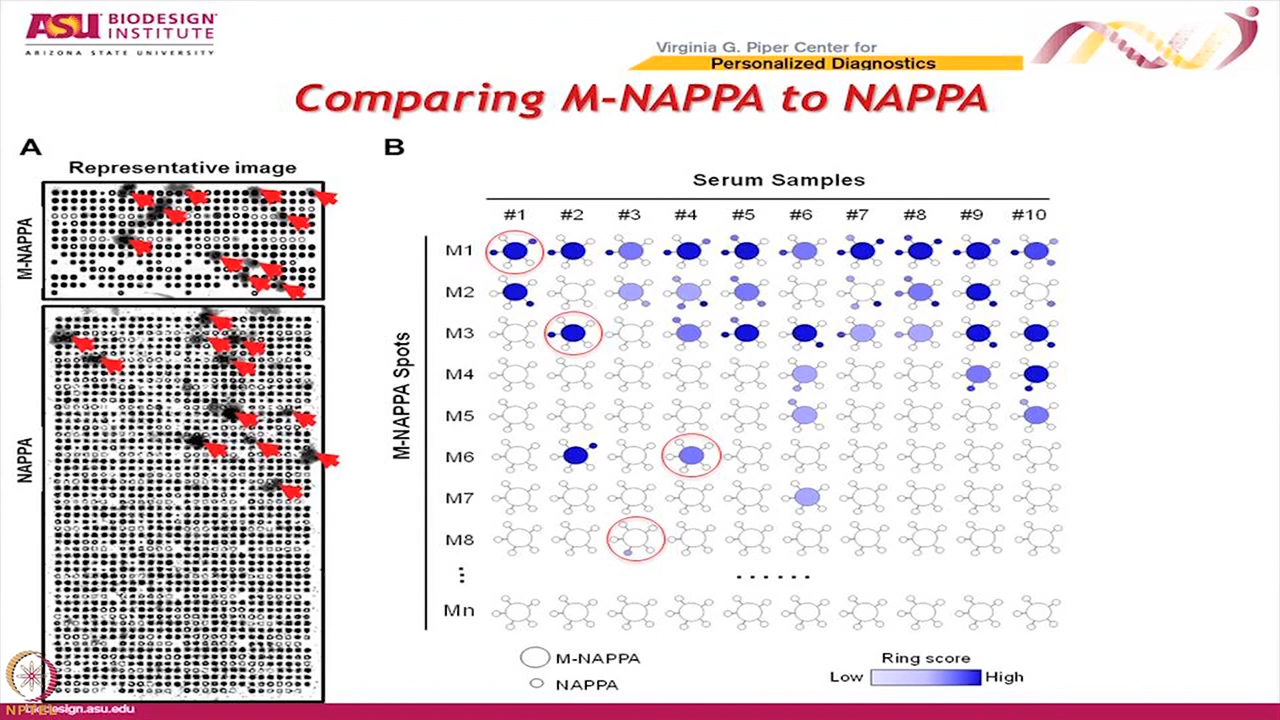 ASU BIODESIGN INSTITUTE
ARIZONA STATE UNIVERSITY
Virginia G. Piper Center for
Personalized Diagnostics
Comparing M-NAPPA to NAPPA
A
Representative image
M-NAPPA
NAPPA
B
Serum Samples
#1 #2 #3 #4 #5 #6 #7 #8 #9 #10
M-NAPPA Spots
M1
M2
M3
M4
M5
M6
M7
M8
Mn
M-NAPPA
NAPPA
Ring score
Low High
NPTEL
design.asu.edu